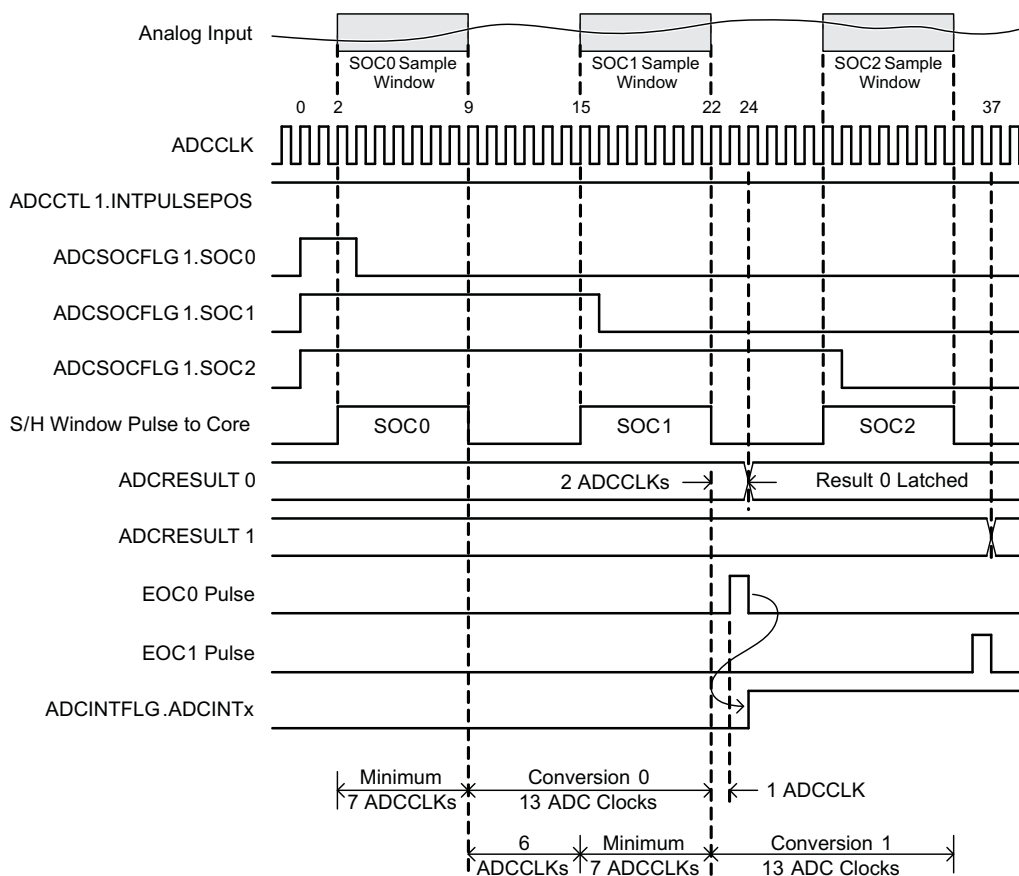 Analog Input
SOC0 Sample
Window
SOC1 Sample
Window
SOC2 Sample
Window
0 2 9 15 22 24 37
ADCCLK
ADCCTL 1.INTPULSEPOS
ADCSOCFLG 1.SOC0
ADCSOCFLG 1.SOC1
ADCSOCFLG 1.SOC2
S/H Window Pulse to Core
SOC0 SOC1 SOC2
ADCRESULT 0
2 ADCCLKs
Result 0 Latched
ADCRESULT 1
EOC0 Pulse
EOC1 Pulse
ADCINTFLG .ADCINTx
Minimum
7 ADCCLKs
Conversion 0
13 ADC Clocks
1 ADCCLK
6
ADCCLKs
Minimum
7 ADCCLKs
Conversion 1
13 ADC Clocks